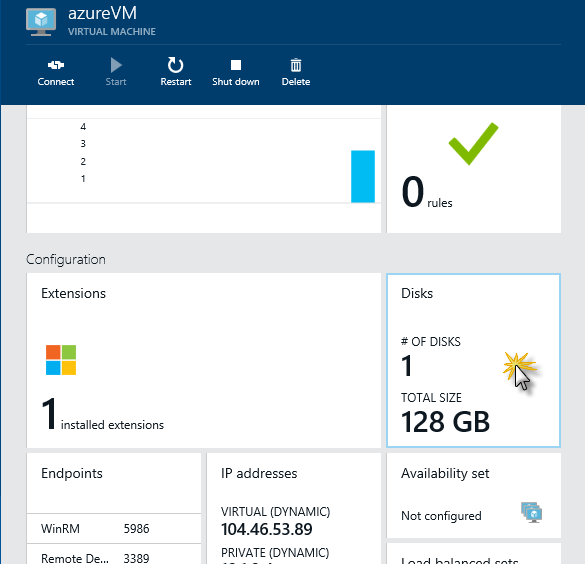 azureVM
VIRTUAL MACHINE
Connect
Start
Restart
Shut down
Delete
4
3
2
1
0 rules
Configuration
Extensions
1 installed extensions
Disks
# OF DISKS
1
TOTAL SIZE
128 GB
Endpoints
WinRM 5986
Remote De... 3389
IP addresses
VIRTUAL (DYNAMIC)
104.46.53.89
PRIVATE (DYNAMIC)
Availability set
Not configured
Load balanced sets